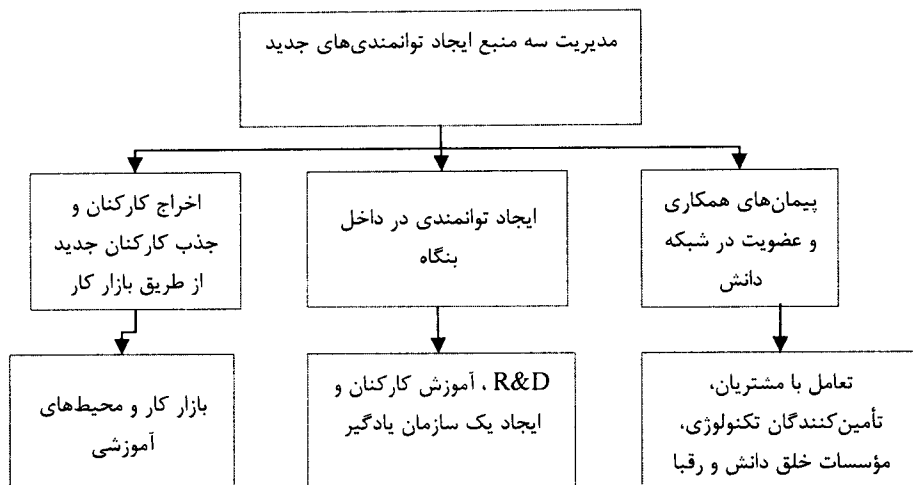 مدیریت سه منبع ایجاد توانمندی‌های جدید
پیمان‌های همکاری
و عضویت در شبکه
دانش
ایجاد توانمندی در داخل
بنگاه
اخراج کارکنان و
جذب کارکنان جدید
از طریق بازار کار
تعامل با مشتریان،
تأمین‌کنندگان تکنولوژی،
مؤسسات خلق دانش و رقبا
R&D ، آموزش کارکنان و
ایجاد یک سازمان یادگیر
بازار کار و محیط‌های
آموزشی